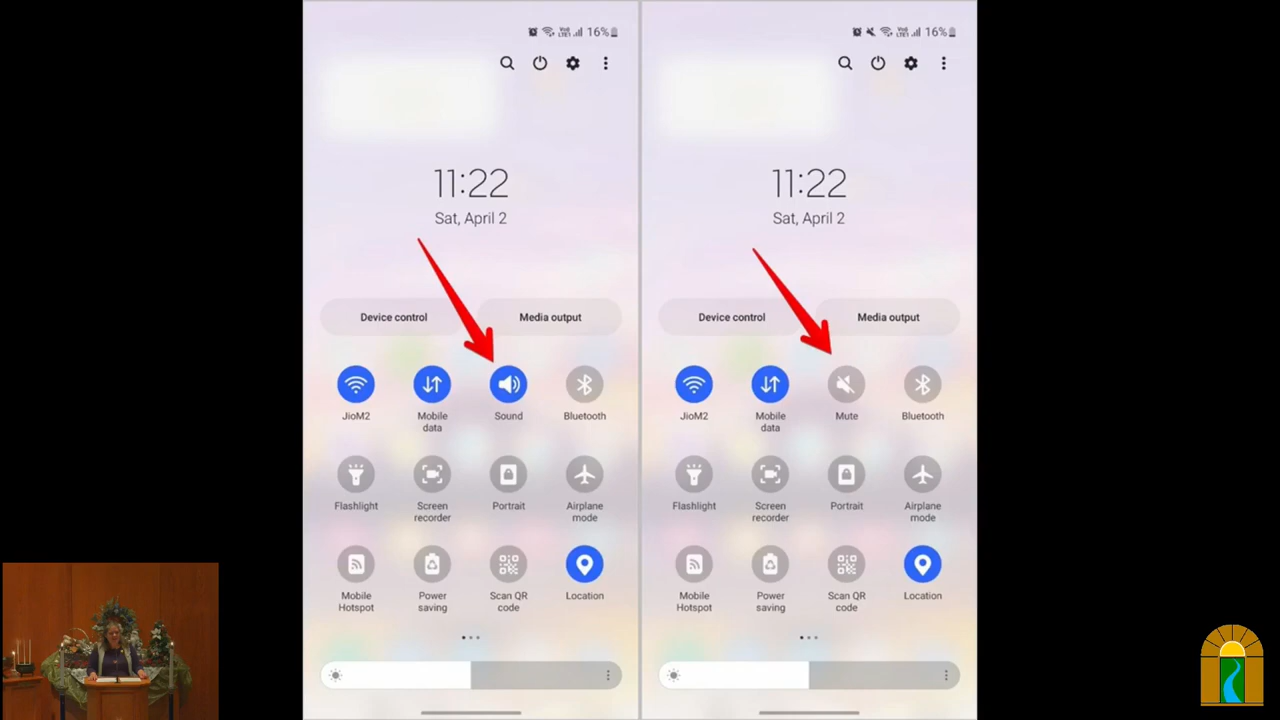 16%
11:22
Sat, April 2
Device control
Media output
JioM2
Mobile
data
Sound
Bluetooth
Flashlight
Screen
recorder
Portrait
Airplane
mode
Mobile
Hotspot
Power
saving
Scan QR
code
Location
16%
11:22
Sat, April 2
Device control
Media output
JioM2
Mobile
data
Mute
Bluetooth
Flashlight
Screen
recorder
Portrait
Airplane
mode
Mobile
Hotspot
Power
saving
Scan QR
code
Location